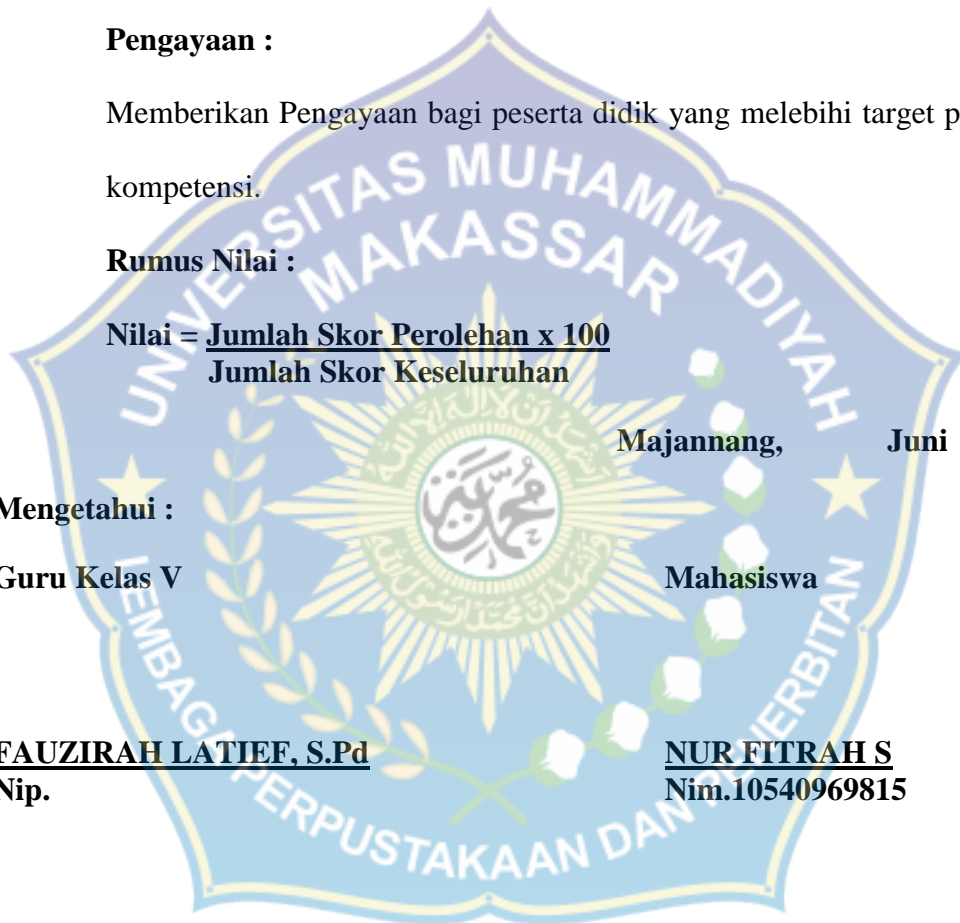 Pengayaan :
Memberikan Pengayaan bagi peserta didik yang melebihi target p
kompetensi.
Rumus Nilai :
Nilai = Jumlah Skor Perolehan x 100
Jumlah Skor Keseluruhan
Majannang, Juni
Mengetahui :
Guru Kelas V Mahasiswa
FAUZIRAH LATIEF, S.Pd NUR FITRAH S
Nip. Nim.10540969815
UNIVERSITAS MUHAMMADIYAH
MAKASSAR
LEMBAGA PERPUSTAKAAN DAN PENERBITAN